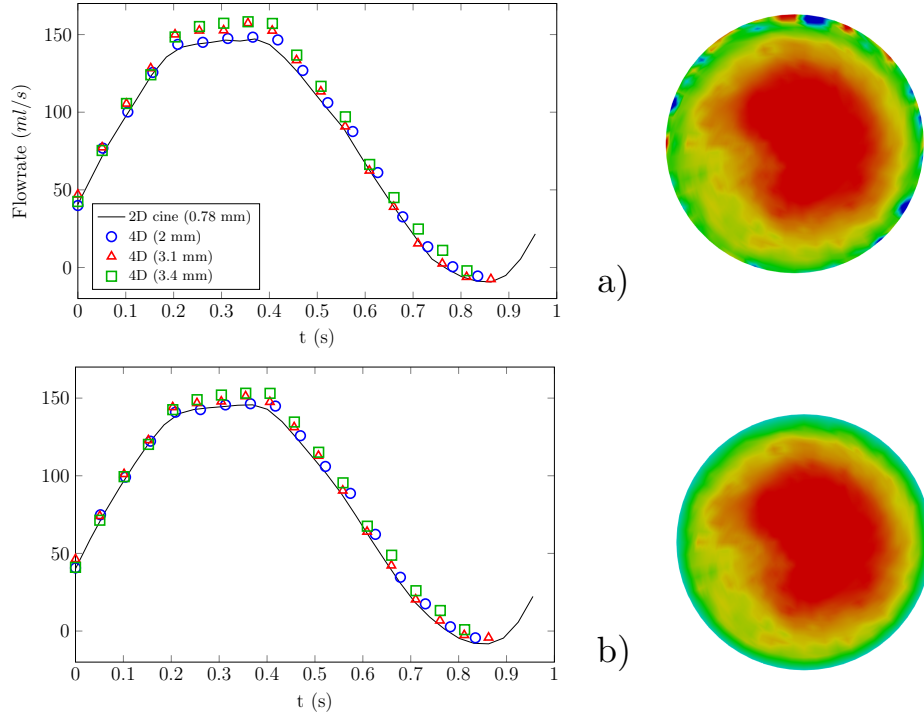 150
100
50
0
Flowrate (ml/s)
2D cine (0.78 mm)
4D (2 mm)
4D (3.1 mm)
4D (3.4 mm)
0 0.1 0.2 0.3 0.4 0.5 0.6 0.7 0.8 0.9 1
t (s)
a)
150
100
50
0
0 0.1 0.2 0.3 0.4 0.5 0.6 0.7 0.8 0.9 1
t (s)
b)